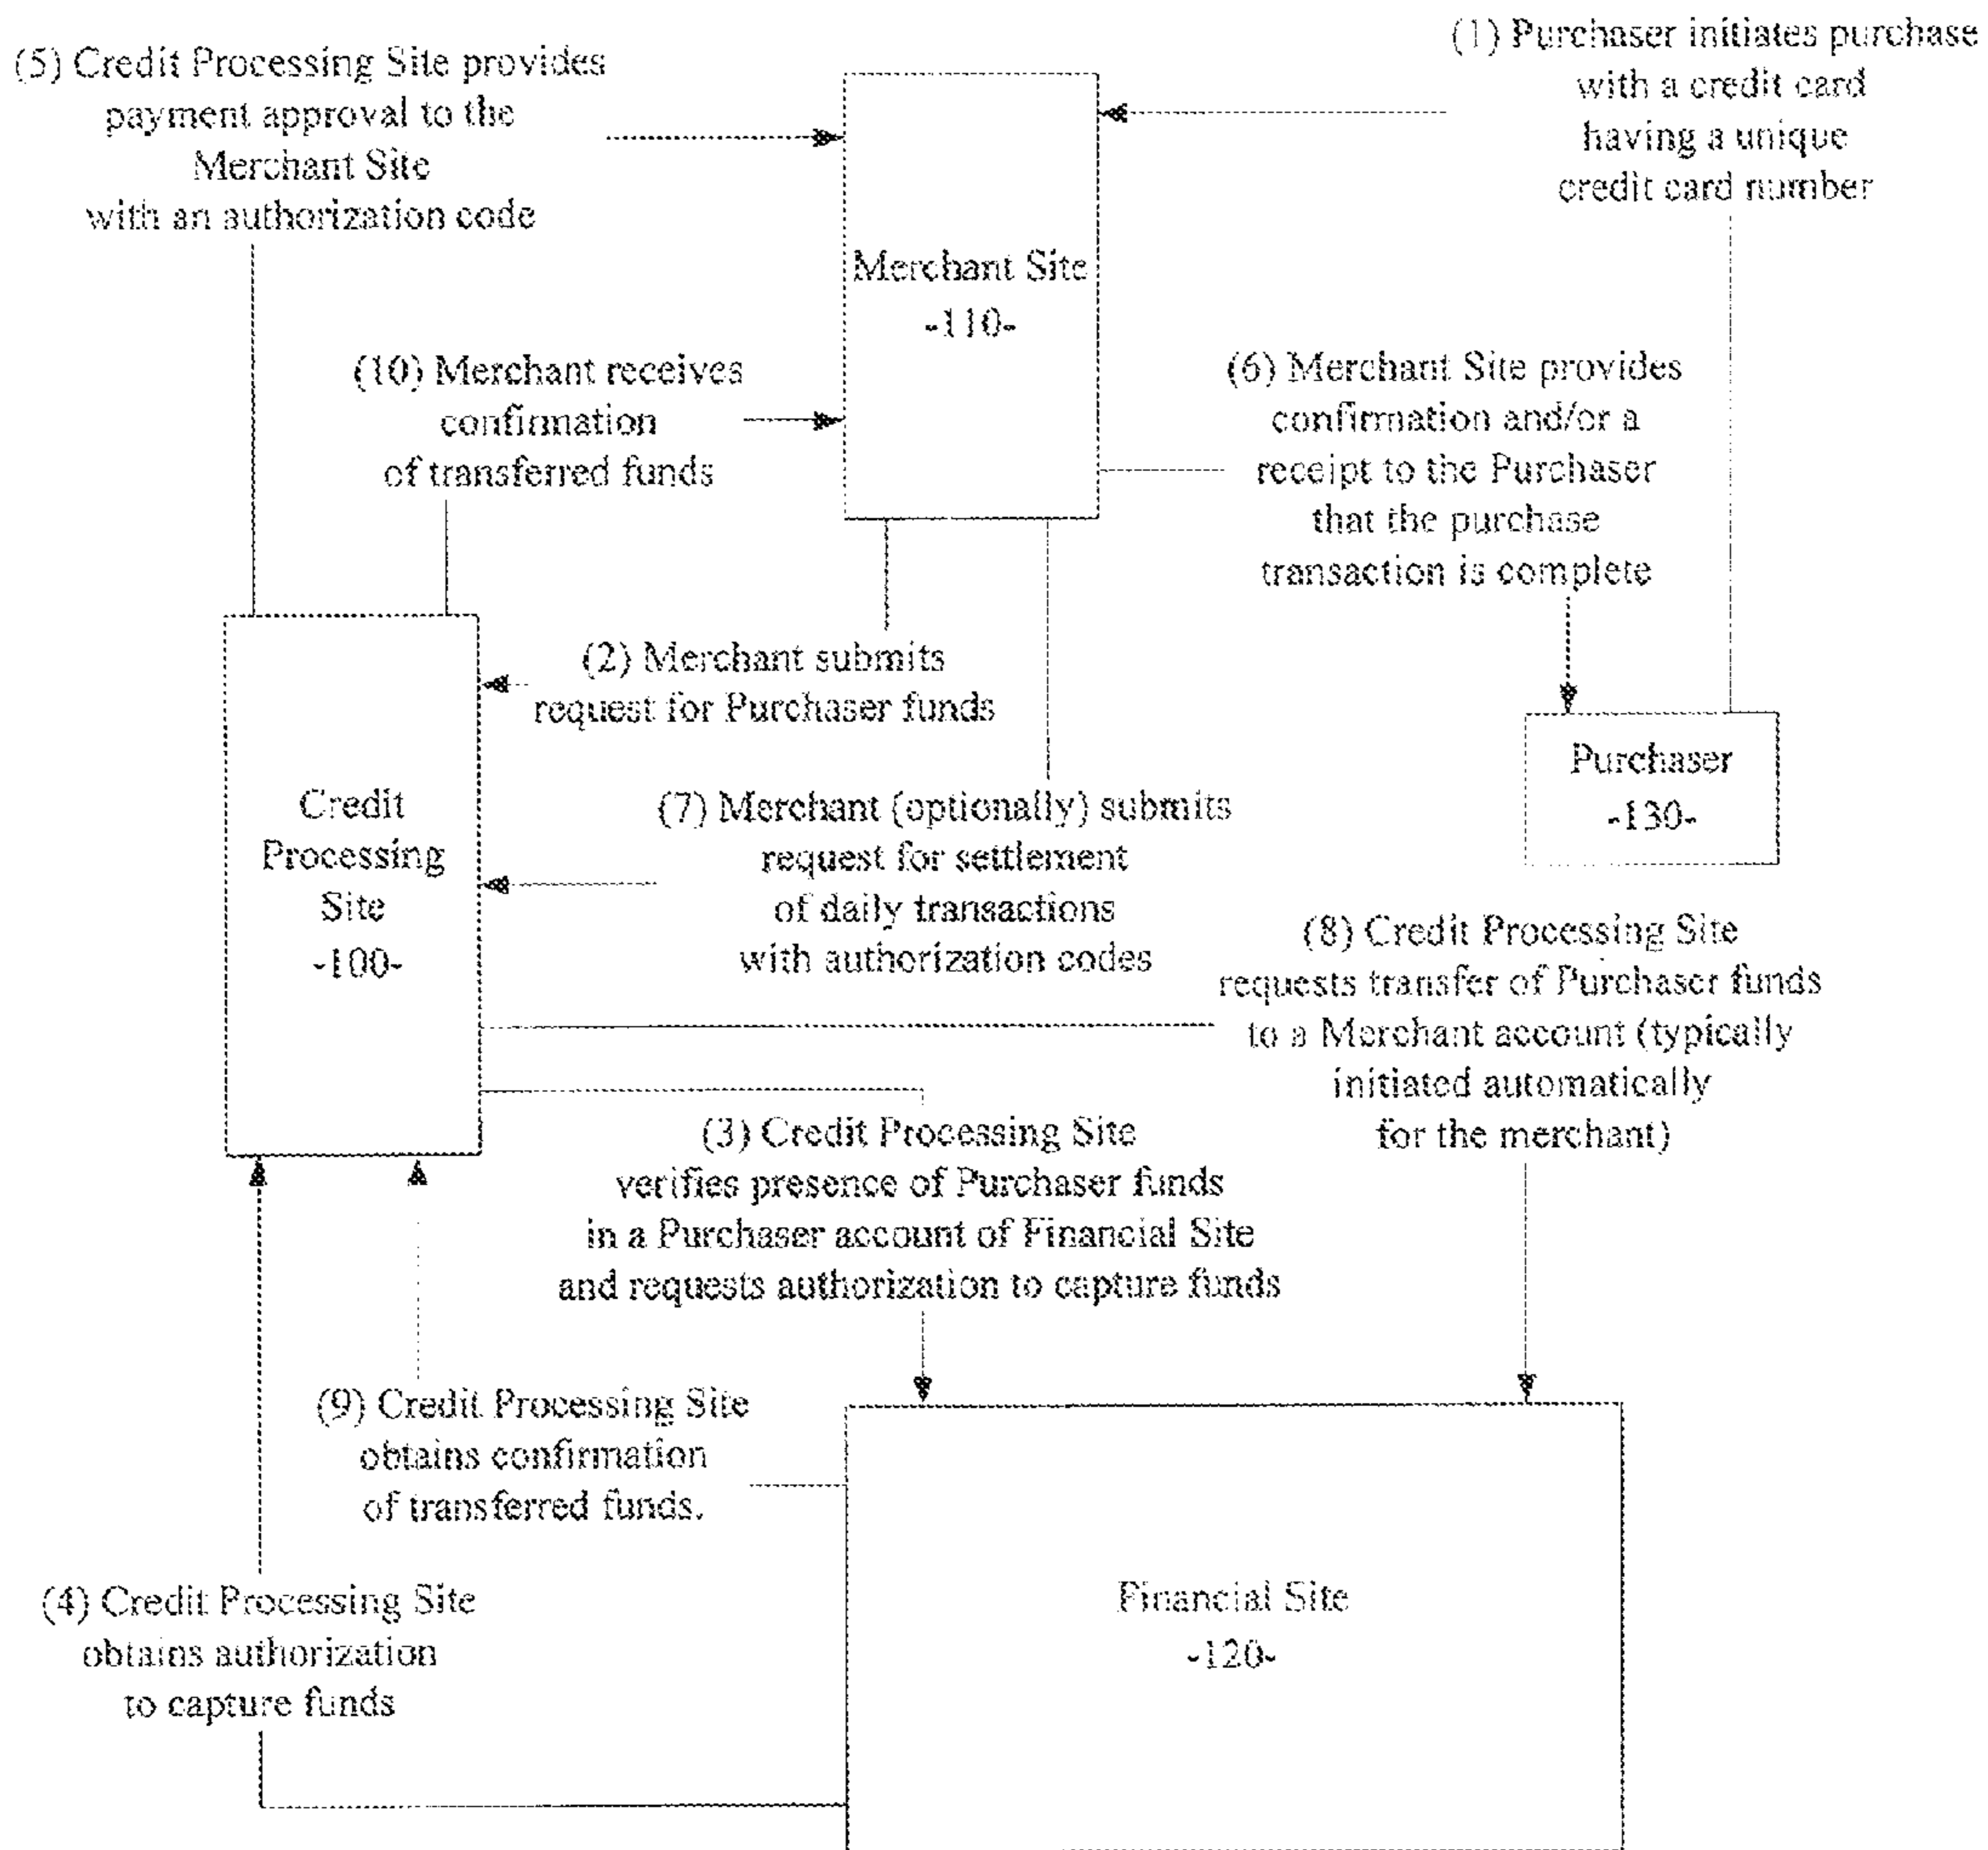 (1) Purchaser initiates purchase
with a credit card
having a unique
credit card number
(5) Credit Processing Site provides
payment approval to the
Merchant Site
with an authorization code
Merchant Site
-110-
(10) Merchant receives
confirmation
of transferred funds
(6) Merchant Site provides
confirmation and/or a
receipt to the Purchaser
that the purchase
transaction is complete
(2) Merchant submits
request for Purchaser funds
Purchaser
-130-
Credit
Processing
Site
-100-
(7) Merchant (optionally) submits
request for settlement
of daily transactions
with authorization codes
(8) Credit Processing Site
requests transfer of Purchaser funds
to a Merchant account (typically
initiated automatically
for the merchant)
(3) Credit Processing Site
verifies presence of Purchaser funds
in a Purchaser account of Financial Site
and requests authorization to capture funds
(9) Credit Processing Site
obtains confirmation
of transferred funds.
(4) Credit Processing Site
obtains authorization
to capture funds
Financial Site
-120-